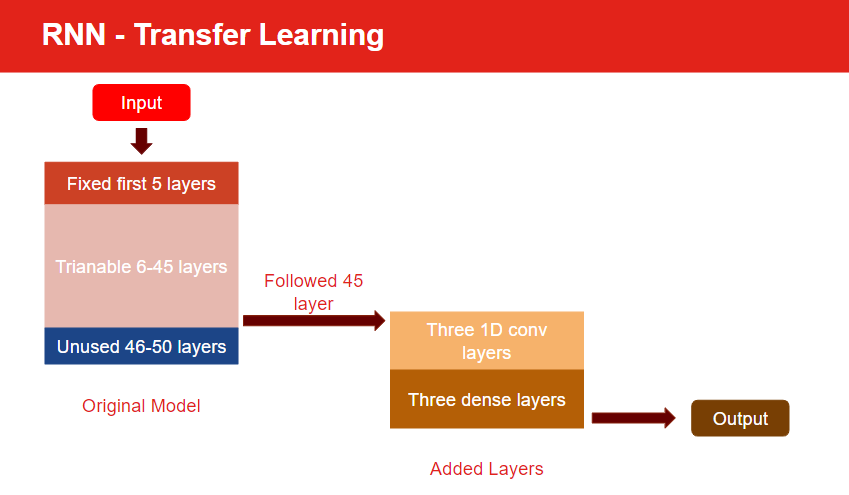 RNN - Transfer Learning
Input
Fixed first 5 layers
Trianable 6-45 layers
Unused 46-50 layers
Original Model
Followed 45
layer
Three 1D conv
layers
Three dense layers
Added Layers
Output